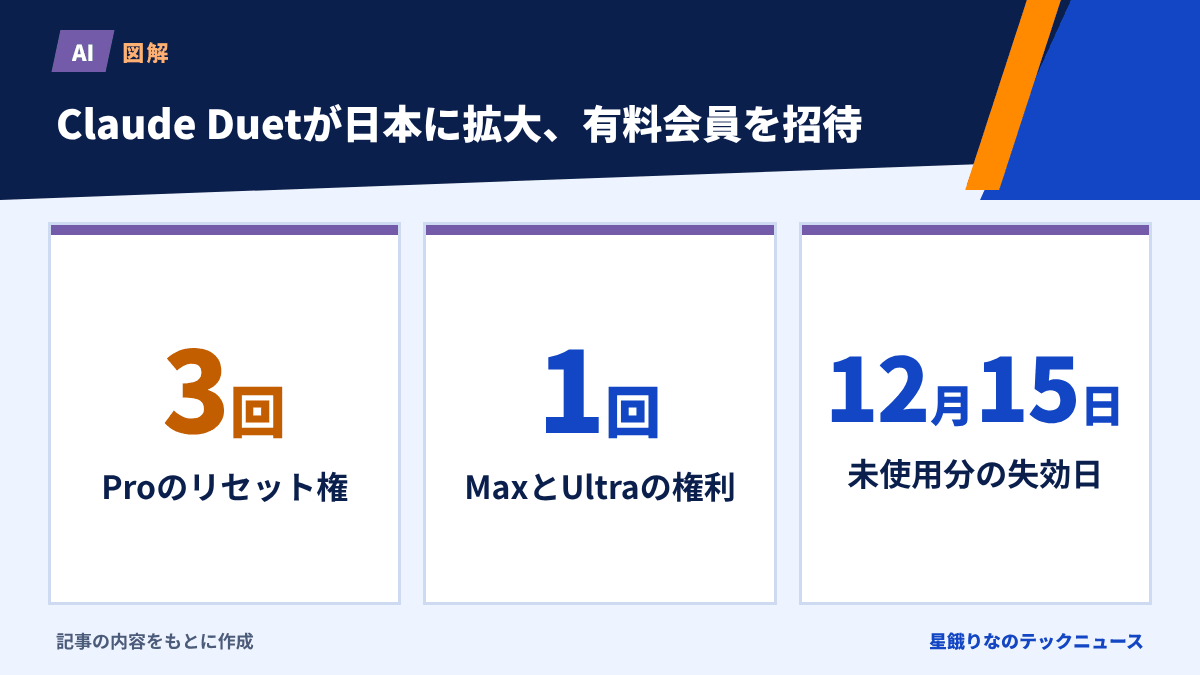 AI 図解
Claude Duetが日本に拡大、有料会員を招待
3回
Proのリセット権
1回
MaxとUltraの権利
12月15日
未使用分の失効日
記事の内容をもとに作成
星餓りなのテックニュース